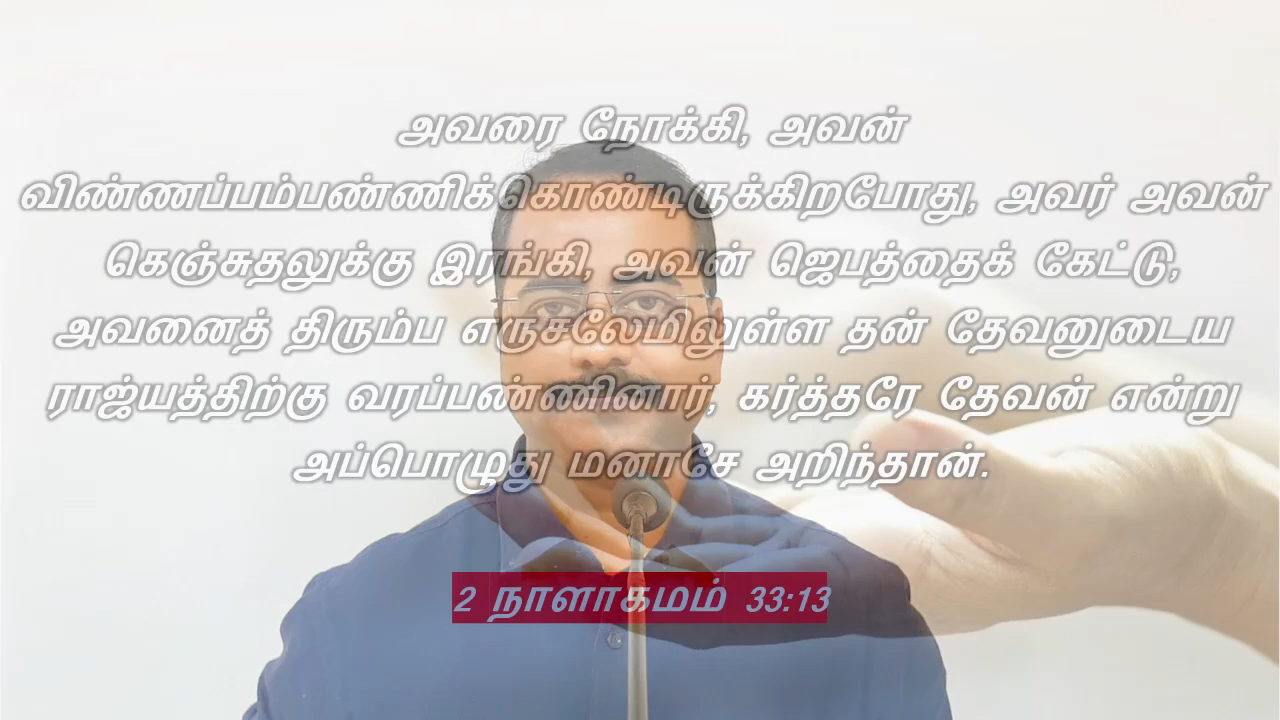 அவரை நோக்கி, அவன்
விண்ணப்பம்பண்ணிக்கொண்டிருக்கிறபோது, அவர் அவன்
கெஞ்சுதலுக்கு இரங்கி, அவன் ஜெபத்தைக் கேட்டு,
அவனைத் திரும்ப எருசலேமிலுள்ள தன் தேவனுடைய
ராஜ்யத்திற்கு வரப்பண்ணினார், கர்த்தரே தேவன் என்று
அப்பொழுது மனாசே அறிந்தான்.
2 நாளாகமம் 33:13